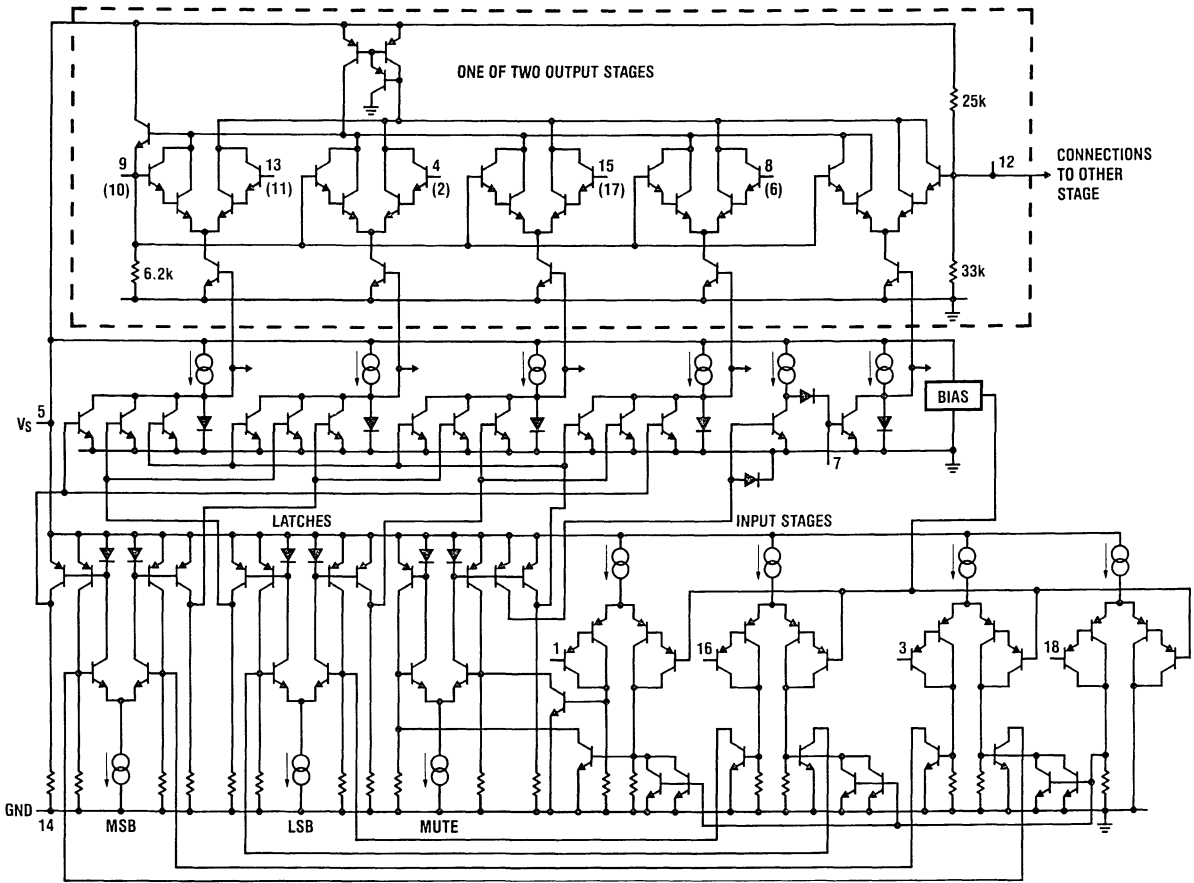 ONE OF TWO OUTPUT STAGES
25k
9
(10)
13
(11)
4
(2)
15
(17)
8
(6)
12
CONNECTIONS
TO OTHER
STAGE
6.2k
33k
5
VS
BIAS
7
LATCHES
INPUT STAGES
1
16
3
18
GND
14
MSB
LSB
MUTE